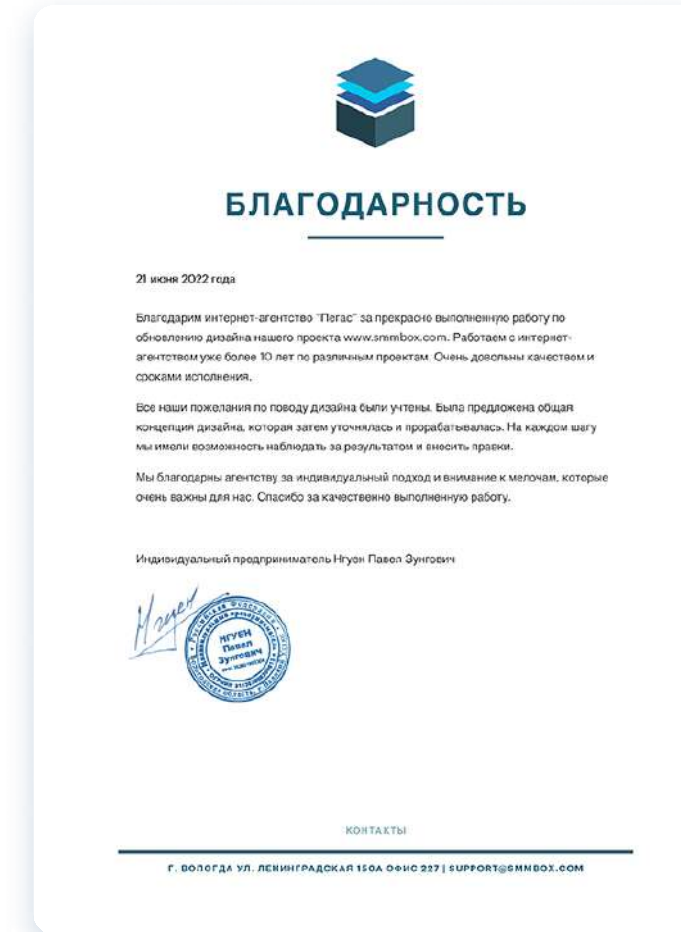 БЛАГОДАРНОСТЬ
21 июня 2022 года
Благодарим интернет-агентство "Пегас" за прекрасно выполненную работу по
обновлению дизайна нашего проекта www.smmbox.com. Работаем с интернет-
агентством уже более 10 лет по различным проектам. Очень довольны качеством и
сроками исполнения.
Все наши пожелания по поводу дизайна были учтены. Была предложена общая
концепция дизайна, которая затем уточнялась и прорабатывалась. На каждом шагу
мы имели возможность наблюдать за результатом и вносить правки.
Мы благодарны агентству за индивидуальный подход и внимание к мелочам, которые
очень важны для нас. Спасибо за качественно выполненную работу.
Индивидуальный предприниматель Нгуен Павел Зунгович
Нгуен
Российская Федерация
Индивидуальный предприниматель
НГУЕН
Павел
Зунгович
КОНТАКТЫ
Г. ВОЛОГДА УЛ. ЛЕНИНГРАДСКАЯ 150А ОФИС 227 | SUPPORT@SMMBOX.COM